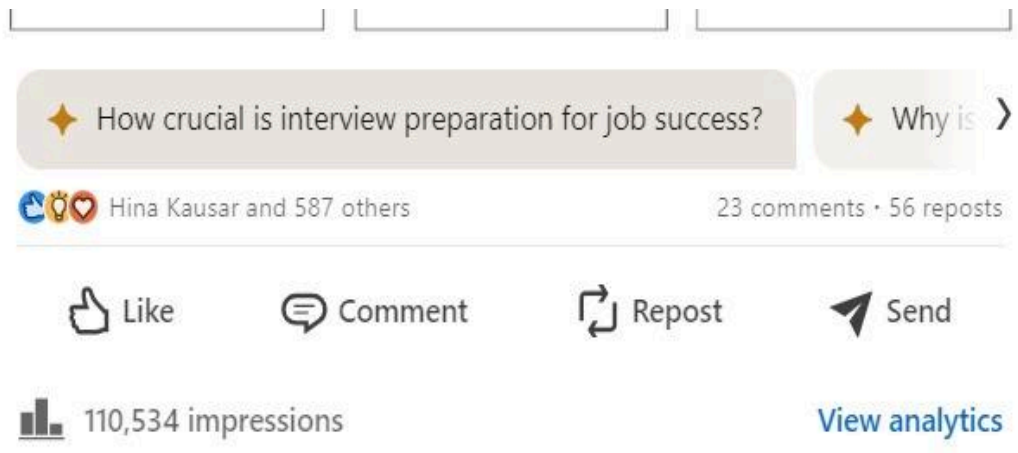 How crucial is interview preparation for job success?
Why is
Hina Kausar and 587 others
23 comments • 56 reposts
Like
Comment
Repost
Send
110,534 impressions
View analytics